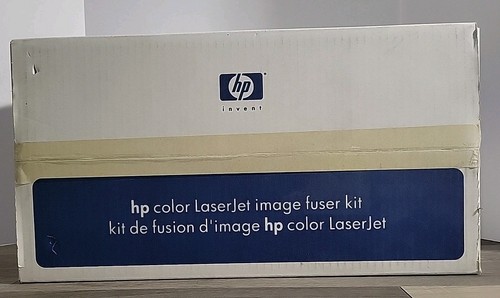 hp
invent
hp color LaserJet image fuser kit
kit de fusion d'image hp color LaserJet